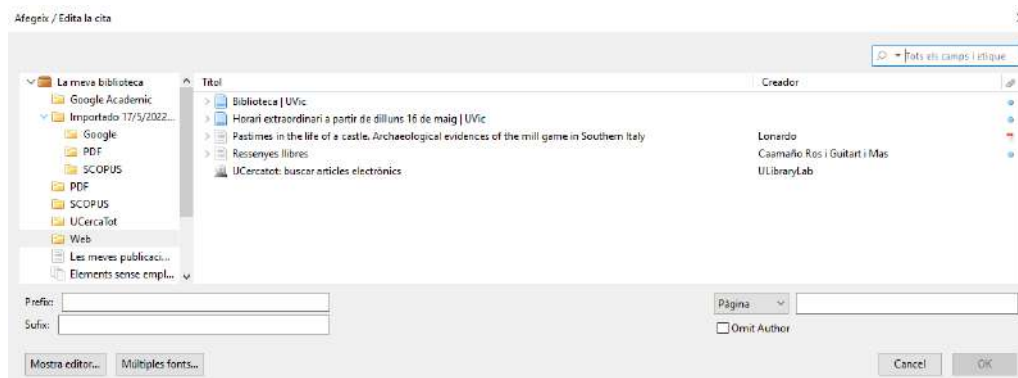 Afegeix / Edita la cita
Tots els camps i etique
La meva biblioteca
Google Academic
Importado 17/5/2022...
Google
PDF
SCOPUS
PDF
SCOPUS
UCercaTot
Web
Les meves publicaci...
Elements sense empl...
Títol Creador
Biblioteca | UVic
Horari extraordinari a partir de dilluns 16 de maig | UVic
Pastimes in the life of a castle. Archaeological evidences of the mill game in Southern Italy Lonardo
Ressenyes llibres Caamaño Ros i Guitart i Mas
UCercatot: buscar articles electrònics ULibraryLab
Prefix: Pàgina
Sufix: Omit Author
Mostra editor... Múltiples fonts... Cancel OK